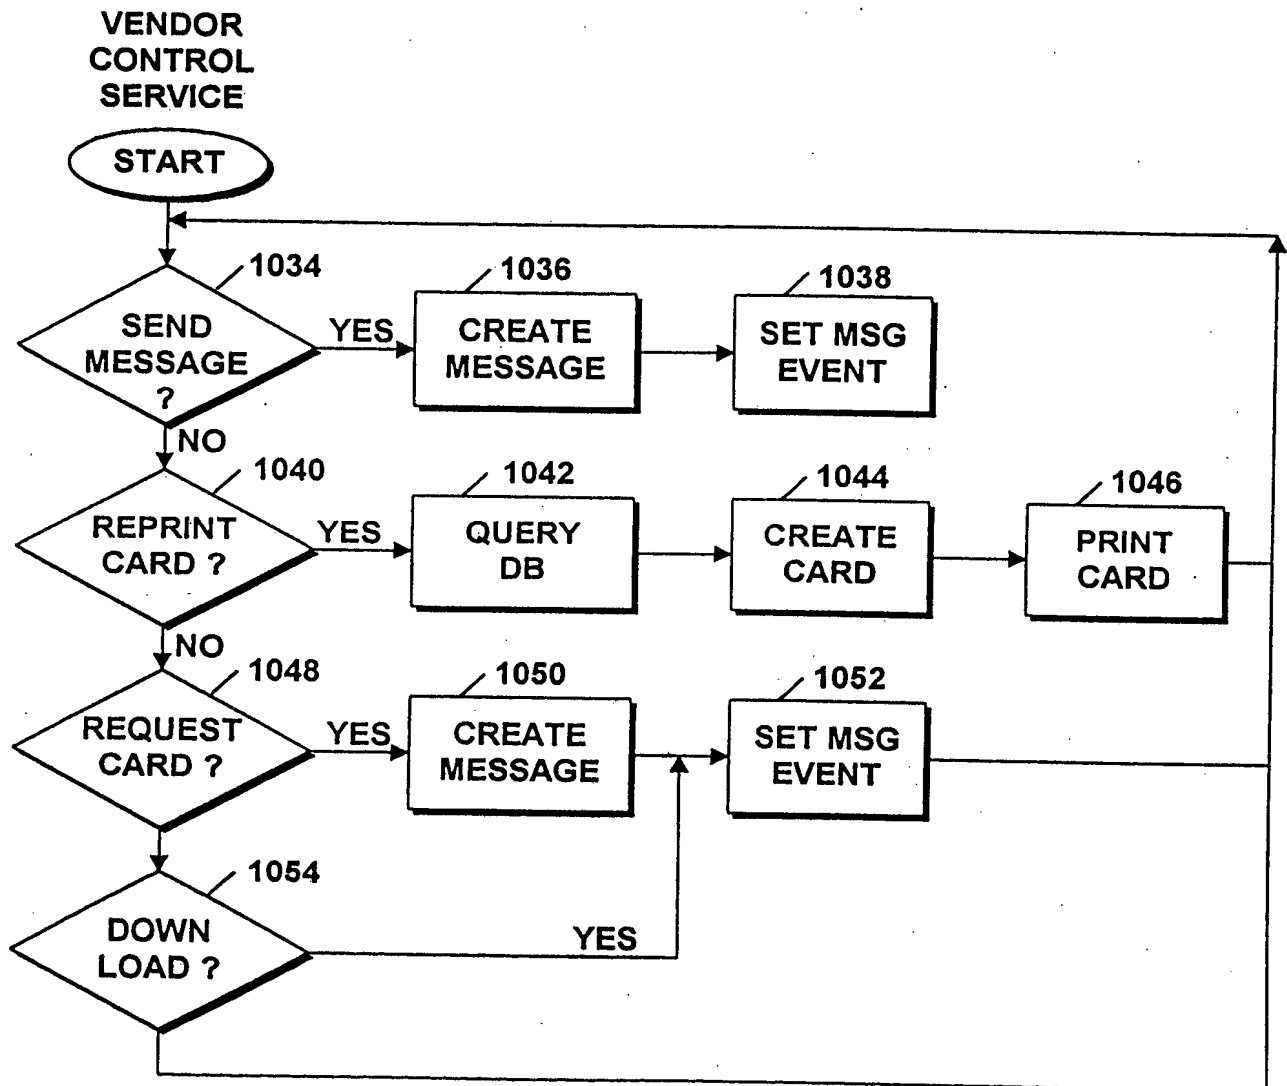 VENDOR
CONTROL
SERVICE
START
1034
SEND
MESSAGE
?
YES
1036
CREATE
MESSAGE
1038
SET MSG
EVENT
NO
1040
REPRINT
CARD ?
YES
1042
QUERY
DB
1044
CREATE
CARD
1046
PRINT
CARD
NO
1048
REQUEST
CARD ?
YES
1050
CREATE
MESSAGE
1052
SET MSG
EVENT
1054
DOWN
LOAD ?
YES